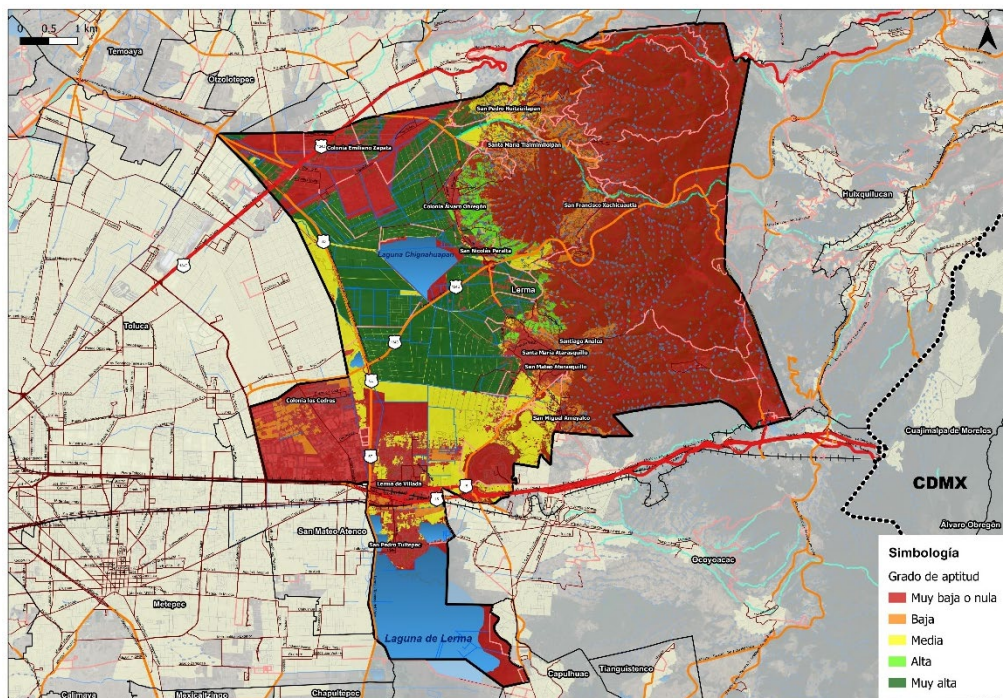 0 0.5 1 km
Temoaya
Otzolotepec
San Pedro Huitzizilapan
Colonia Emiliano Zapata
Santa María Tlalmimilolpan
Huixquilucan
Colonia Álvaro Obregón
San Francisco Xochicuautla
Laguna Chignahuapan
San Nicolás Peralta
Lerma
Toluca
Santiago Analco
Santa María Atarasquillo
San Mateo Atarasquillo
Colonia los Cedros
San Miguel Ameyalco
Cuajimalpa de Morelos
Lerma de Villada
CDMX
15
Álvaro Obregón
San Mateo Atenco
San Pedro Tultepec
Ocoyoacac
Metepec
Laguna de Lerma
Capulhuac
Tianguistenco
Calimaya
Mexicaltzingo
Chapultepec
Simbología
Grado de aptitud
Muy baja o nula
Baja
Media
Alta
Muy alta